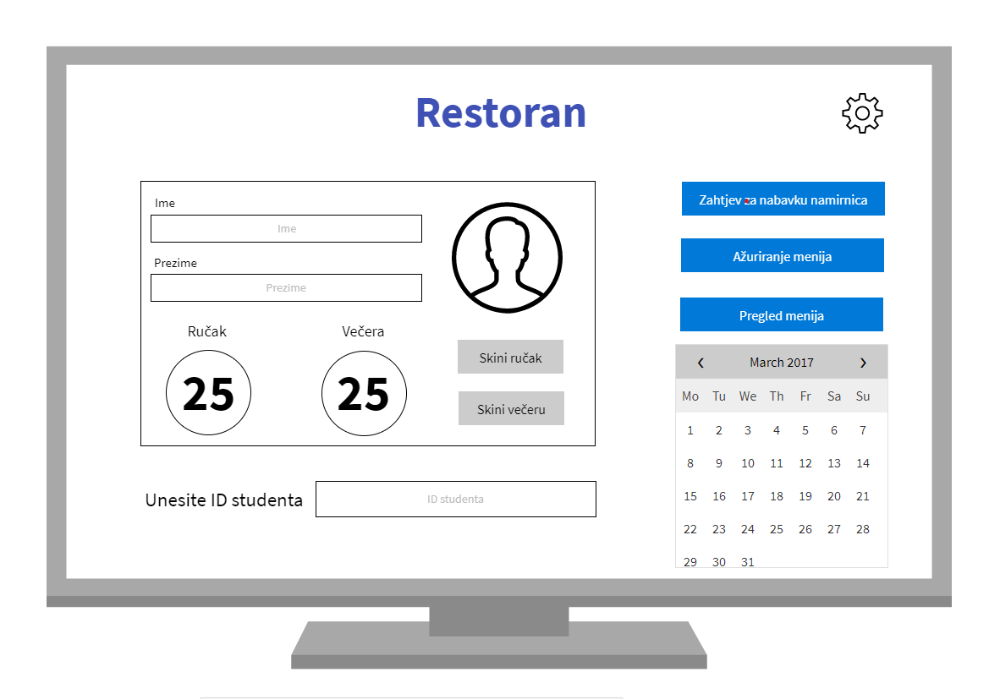 Restoran
Ime
Ime
Prezime
Prezime
Ručak
Večera
25
25
Skini ručak
Skini večeru
Unesite ID studenta
ID studenta
Zahtjev za nabavku namirnica
Ažuriranje menija
Pregled menija
March 2017
Mo Tu We Th Fr Sa Su
1 2 3 4 5 6 7
8 9 10 11 12 13 14
15 16 17 18 19 20 21
22 23 24 25 26 27 28
29 30 31